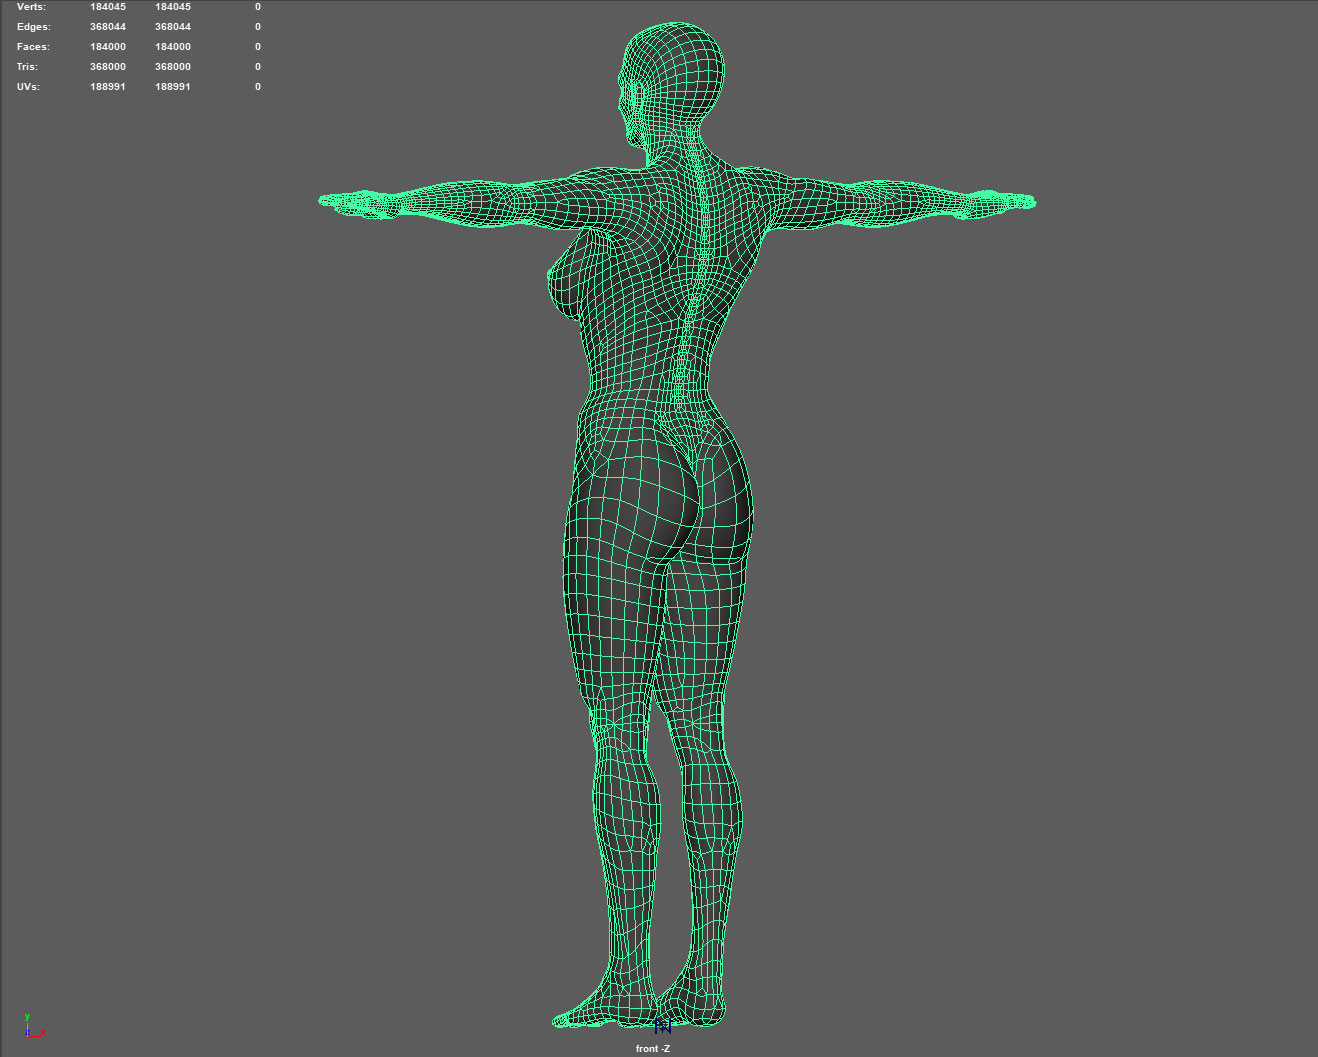 Verts: 184045 184045 0
Edges: 368044 368044 0
Faces: 184000 184000 0
Tris: 368000 368000 0
UVs: 188991 188991 0
y
z x
front -Z